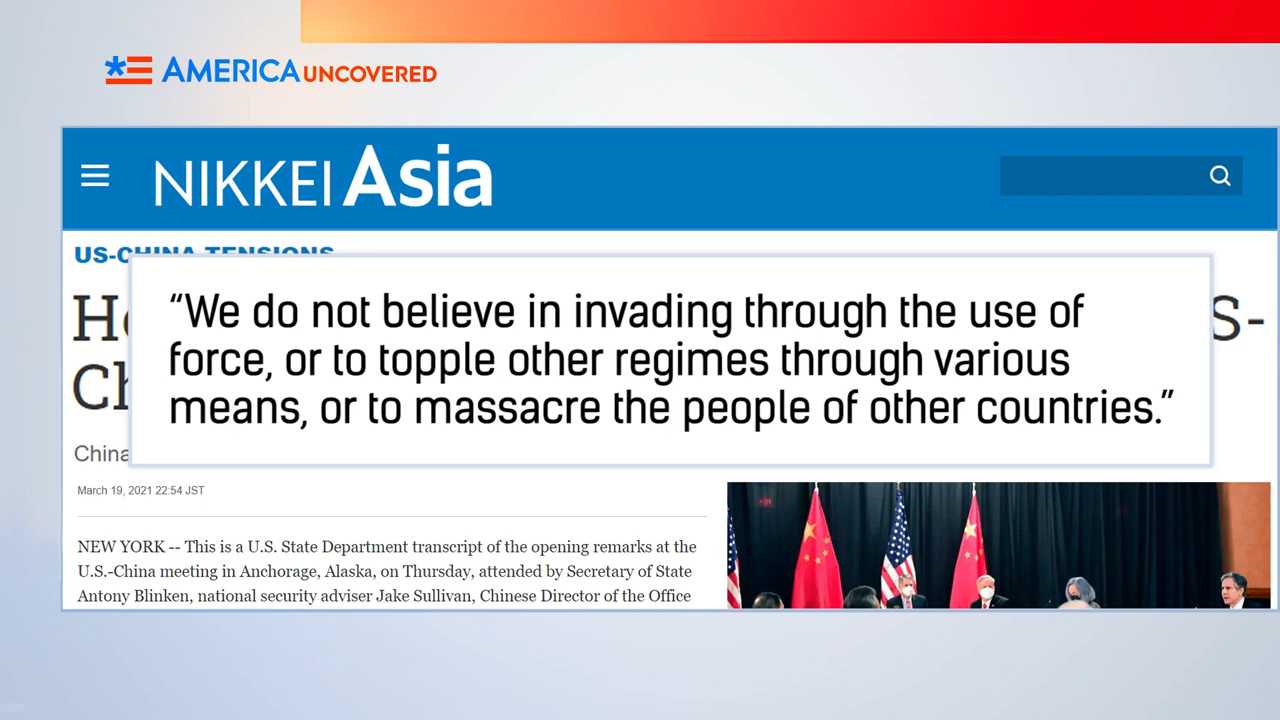 AMERICA UNCOVERED
NIKKEI Asia
US-CHINA TENSIONS
“We do not believe in invading through the use of
force, or to topple other regimes through various
means, or to massacre the people of other countries.”
S-
China
March 19, 2021 22:54 JST
NEW YORK -- This is a U.S. State Department transcript of the opening remarks at the
U.S.-China meeting in Anchorage, Alaska, on Thursday, attended by Secretary of State
Antony Blinken, national security adviser Jake Sullivan, Chinese Director of the Office